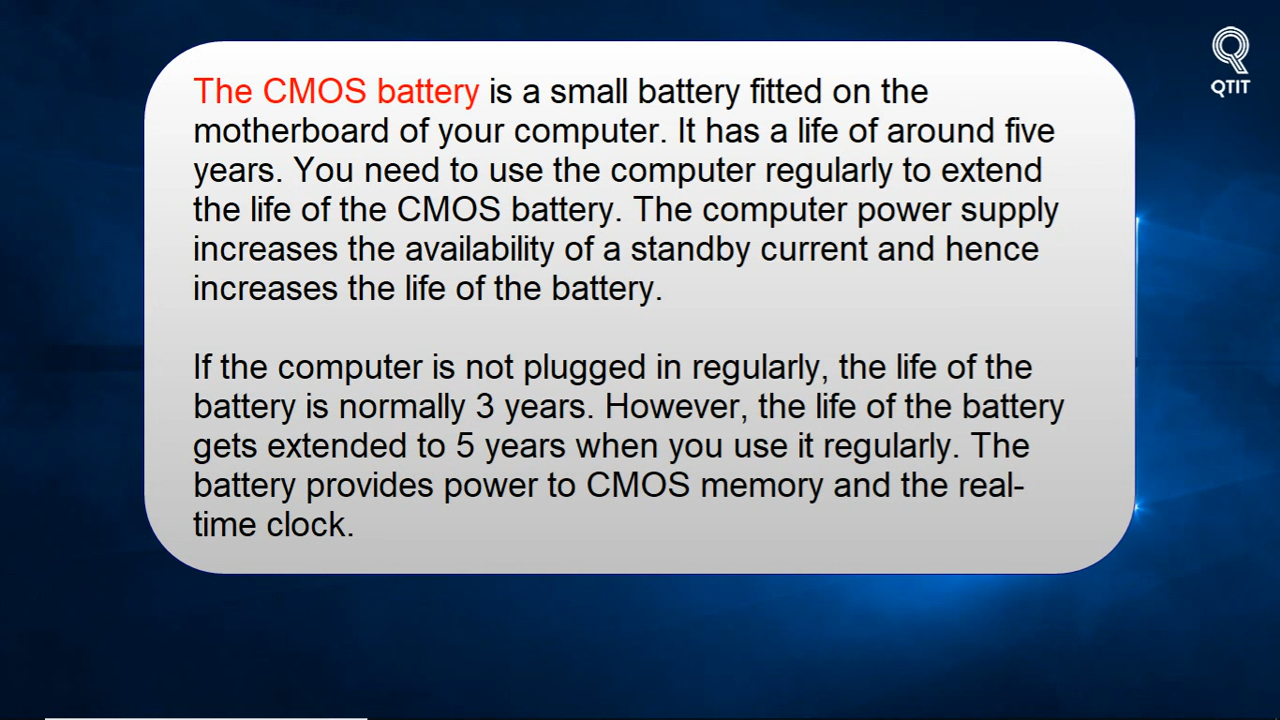 The CMOS battery is a small battery fitted on the
motherboard of your computer. It has a life of around five
years. You need to use the computer regularly to extend
the life of the CMOS battery. The computer power supply
increases the availability of a standby current and hence
increases the life of the battery.
If the computer is not plugged in regularly, the life of the
battery is normally 3 years. However, the life of the battery
gets extended to 5 years when you use it regularly. The
battery provides power to CMOS memory and the real-
time clock.
QTIT